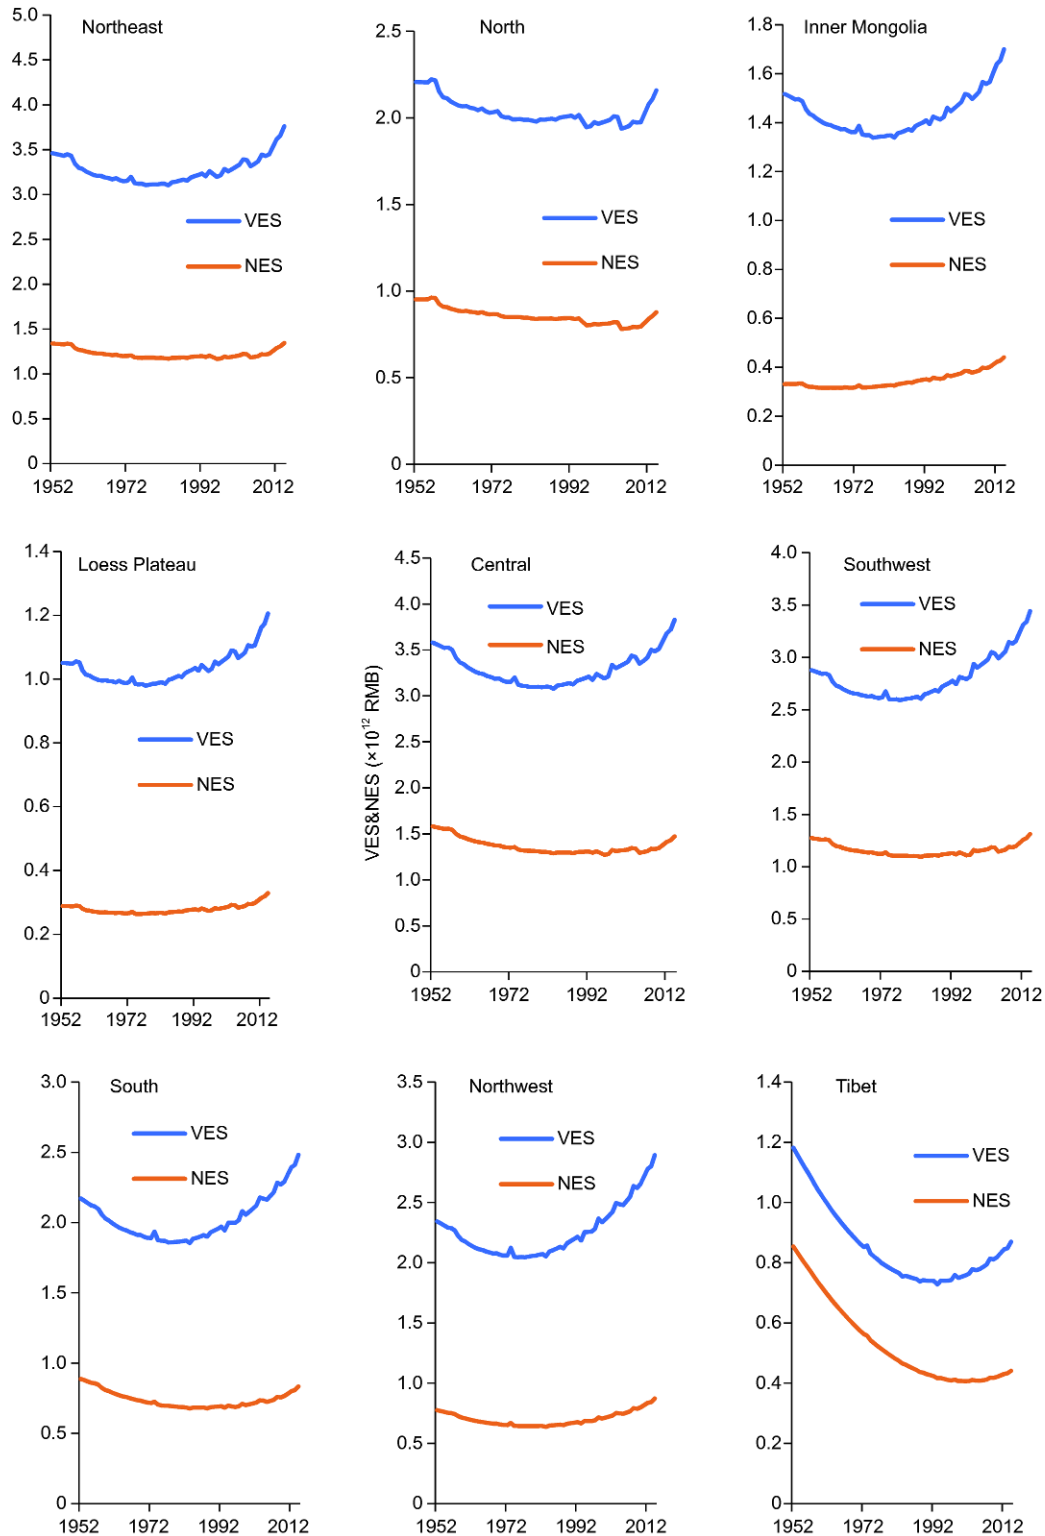 Northeast
5.0
4.5
4.0
3.5
3.0
2.5
2.0
1.5
1.0
0.5
0
VES
NES
1952 1972 1992 2012
North
2.5
2.0
1.5
1.0
0.5
0
VES
NES
1952 1972 1992 2012
Inner Mongolia
1.8
1.6
1.4
1.2
1.0
0.8
0.6
0.4
0.2
0
VES
NES
1952 1972 1992 2012
Loess Plateau
1.4
1.2
1.0
0.8
0.6
0.4
0.2
0
VES
NES
1952 1972 1992 2012
VES&NES (×10¹² RMB)
Central
4.5
4.0
3.5
3.0
2.5
2.0
1.5
1.0
0.5
0
VES
NES
1952 1972 1992 2012
Southwest
4.0
3.5
3.0
2.5
2.0
1.5
1.0
0.5
0
VES
NES
1952 1972 1992 2012
South
3.0
2.5
2.0
1.5
1.0
0.5
0
VES
NES
1952 1972 1992 2012
Northwest
3.5
3.0
2.5
2.0
1.5
1.0
0.5
0
VES
NES
1952 1972 1992 2012
Tibet
1.4
1.2
1.0
0.8
0.6
0.4
0.2
0
VES
NES
1952 1972 1992 2012